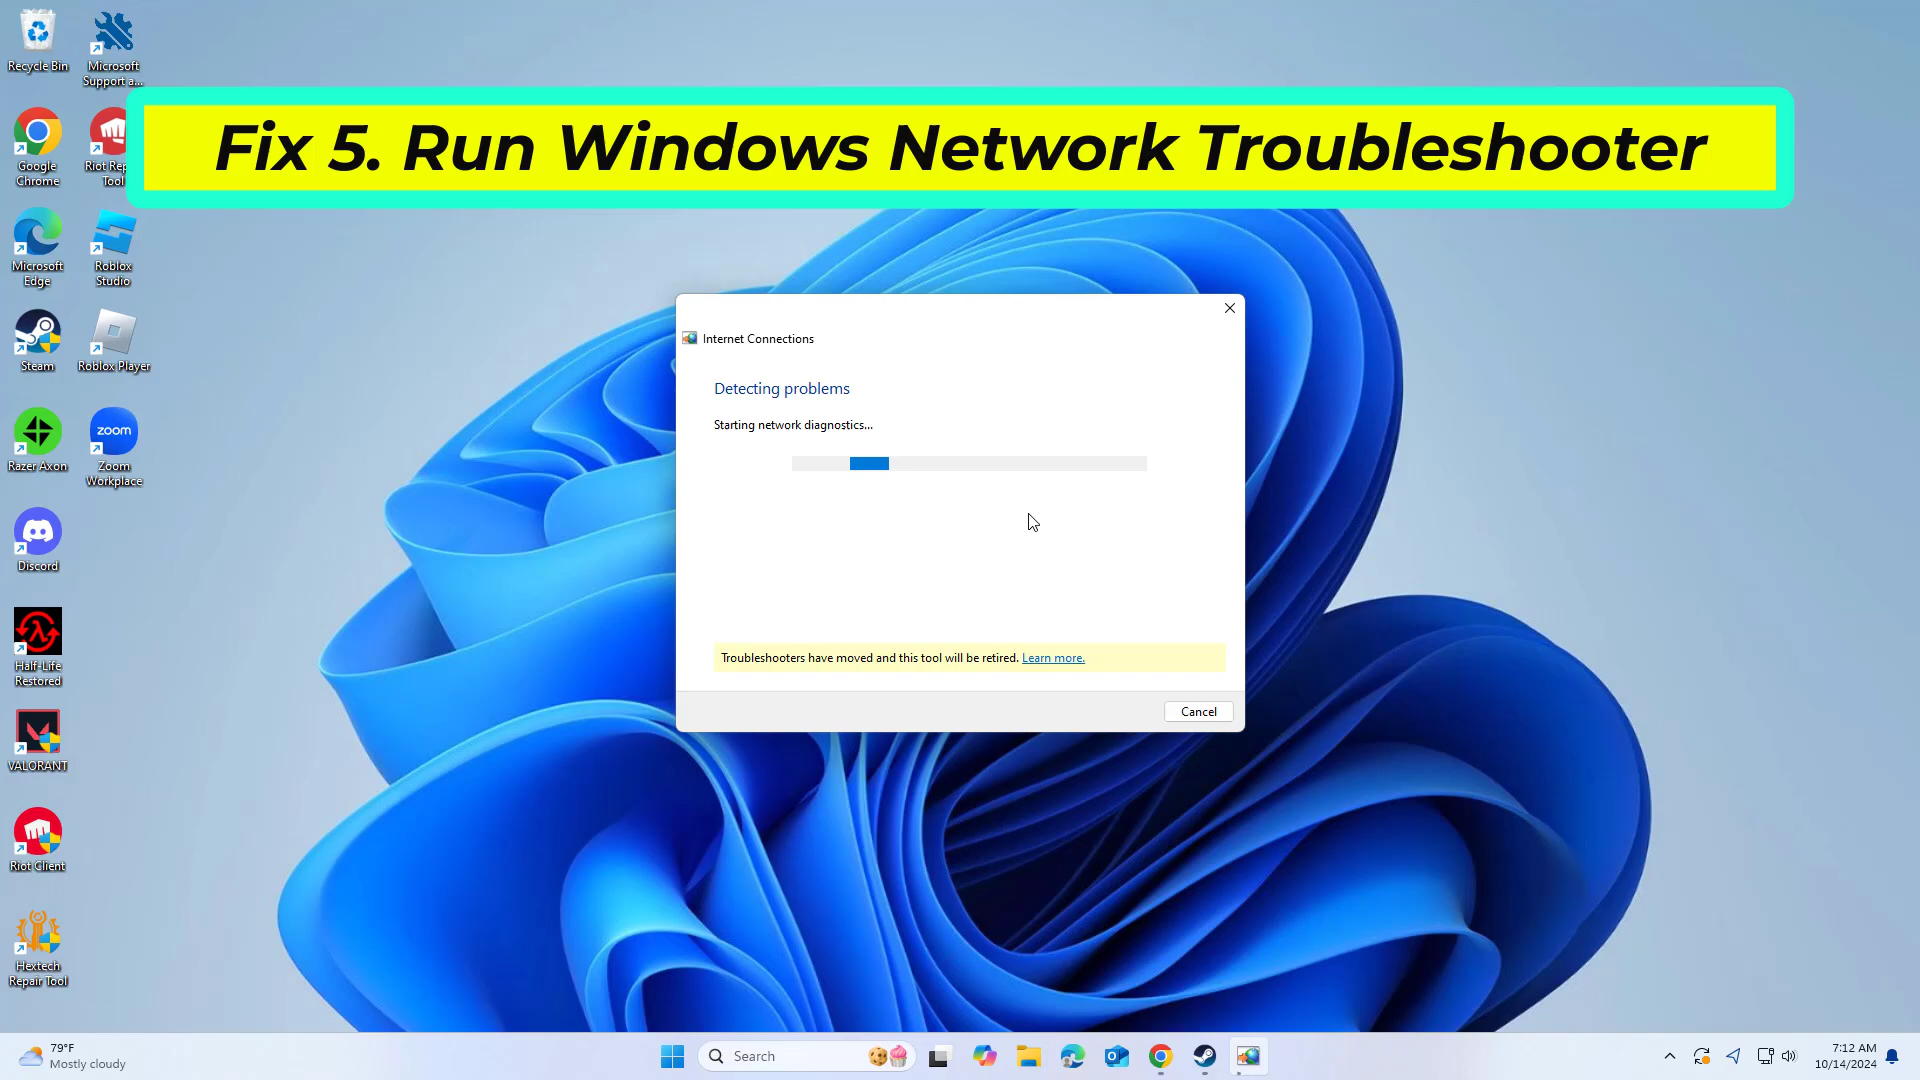 Recycle Bin
Microsoft
Support a...
Fix 5. Run Windows Network Troubleshooter
Google
Chrome
Riot Rep
Tool
Microsoft
Edge
Roblox
Studio
Steam
Roblox Player
Internet Connections
Detecting problems
Starting network diagnostics...
Razer Axon
zoom
Zoom
Workplace
Discord
Half-Life
Restored
Troubleshooters have moved and this tool will be retired. Learn more.
Cancel
VALORANT
Riot Client
Hextech
Repair Tool
79°F
Mostly cloudy
Search
7:12 AM
10/14/2024